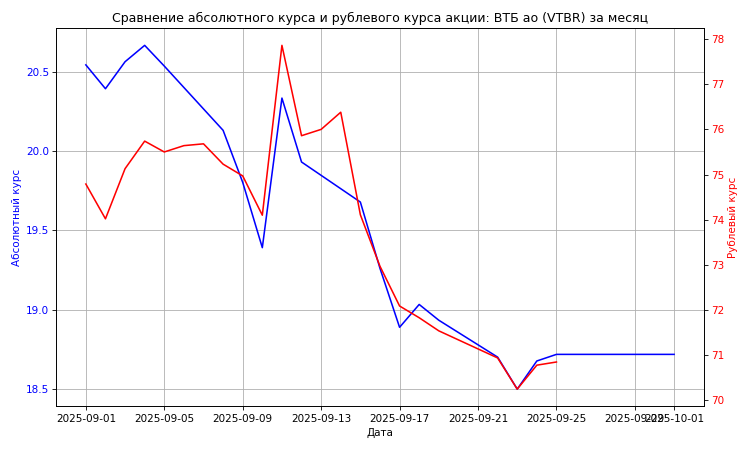 Сравнение абсолютного курса и рублевого курса акции: ВТБ ао (VTBR) за месяц
20.5
20.0
19.5
19.0
18.5
Абсолютный курс
78
77
76
75
74
73
72
71
70
Рублевый курс
2025-09-01 2025-09-05 2025-09-09 2025-09-13 2025-09-17 2025-09-21 2025-09-25 2025-09-29 2025-10-01
Дата